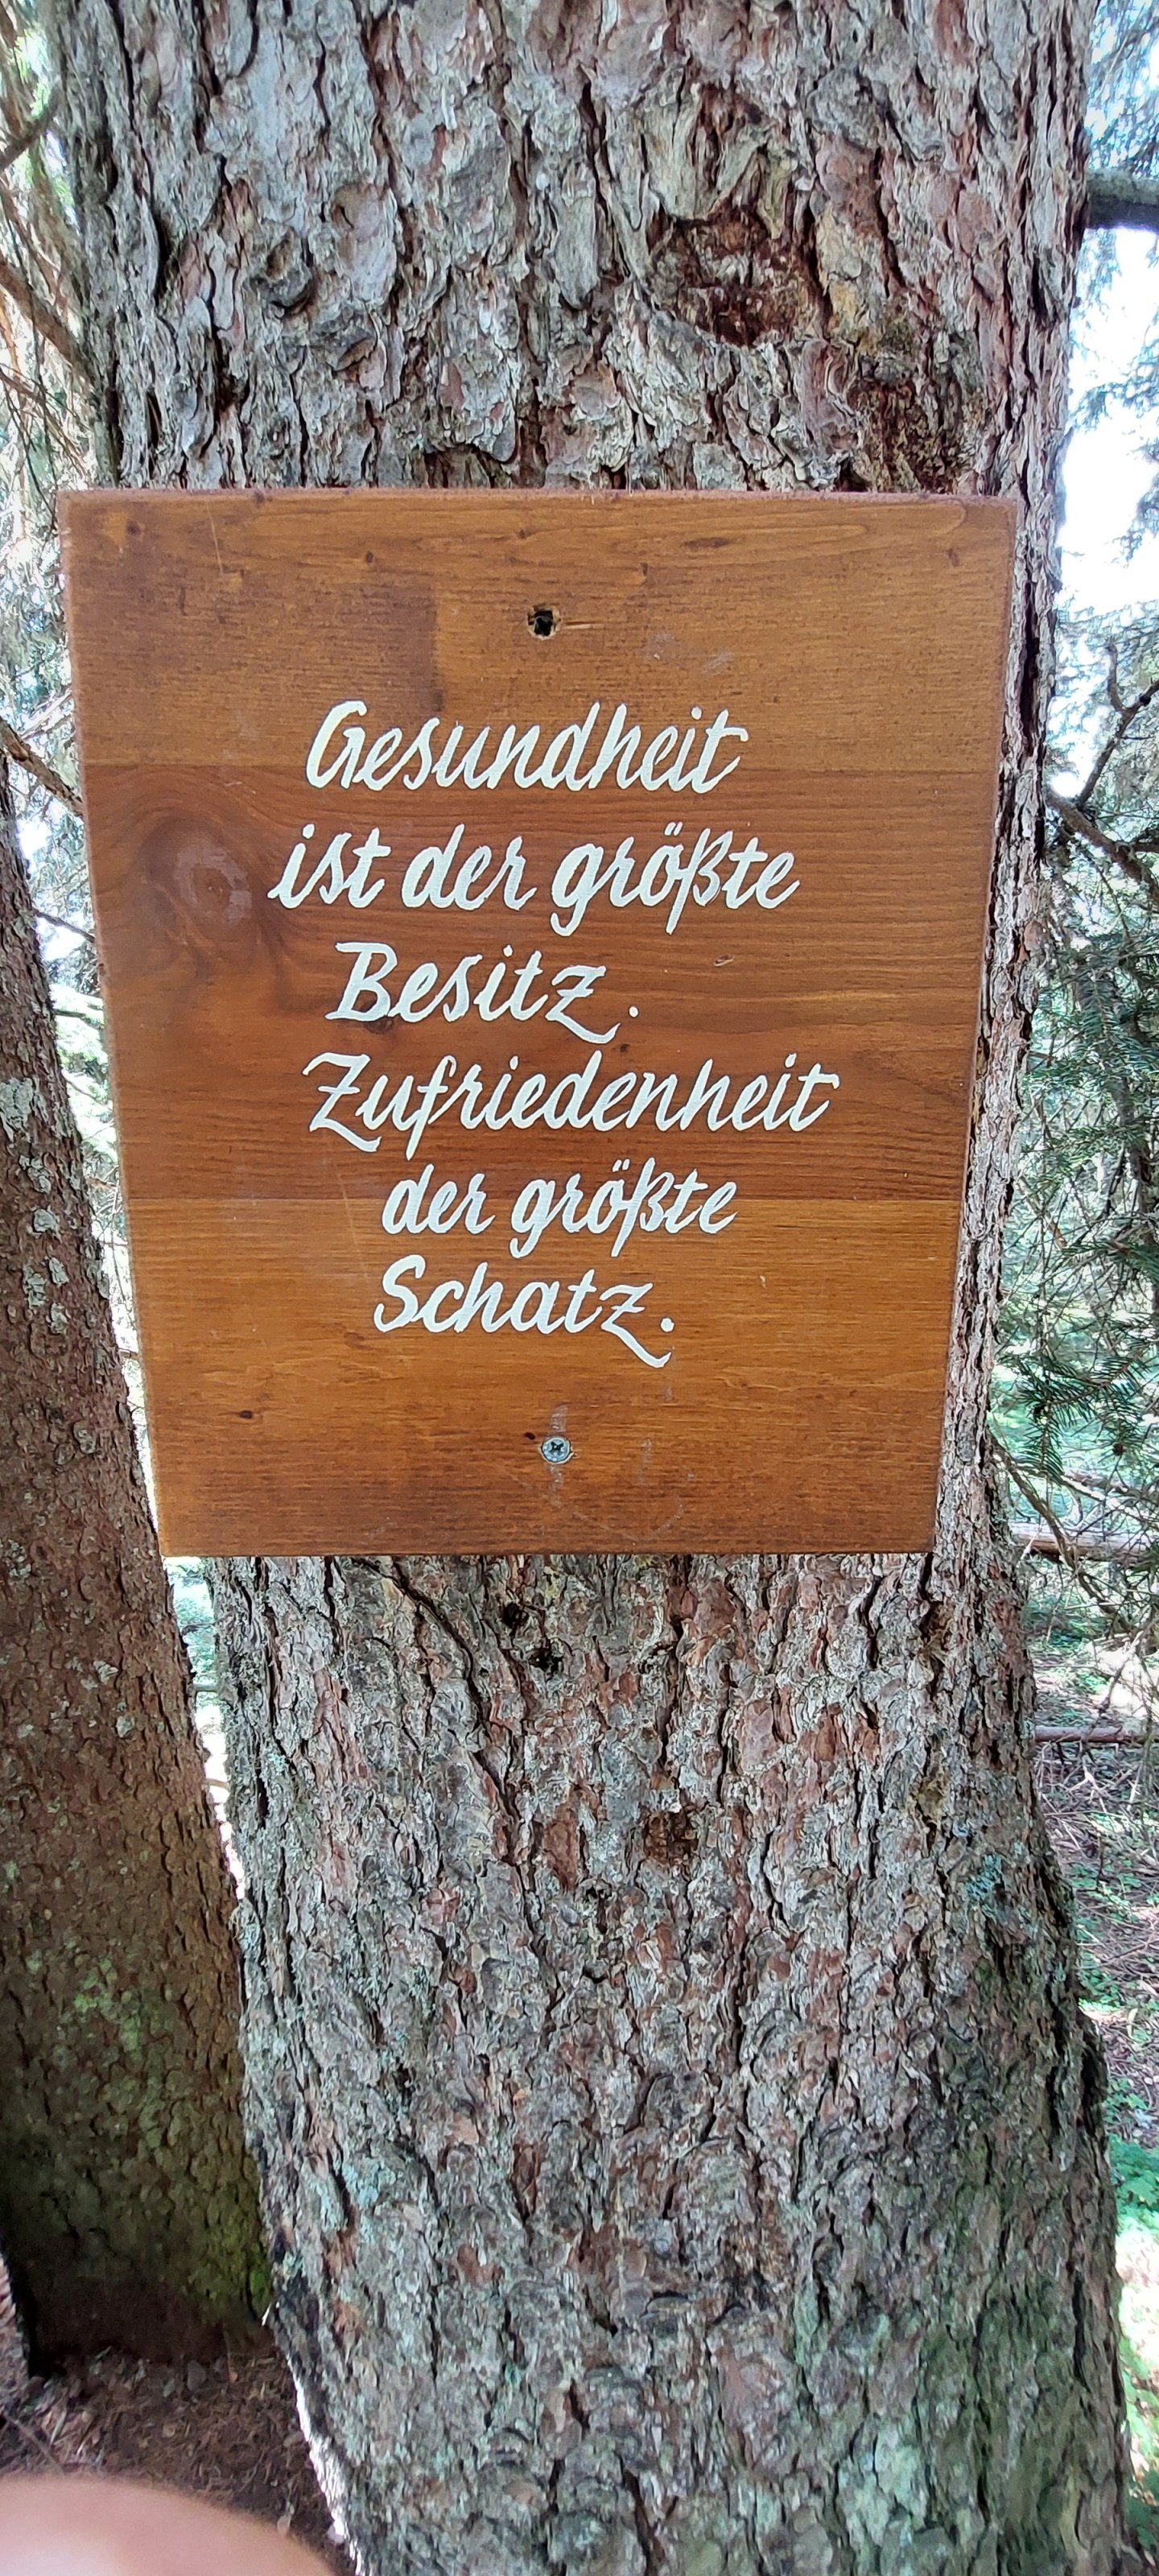 Gesundheit
ist der größte
Besitz.
Zufriedenheit
der größte
Schatz.